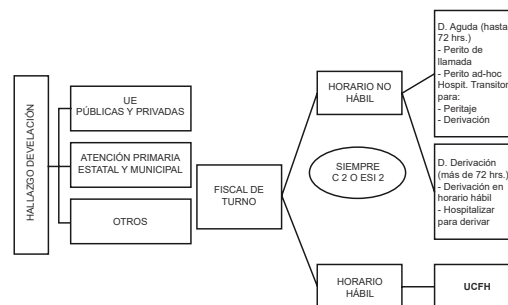 HALLAZGO DEVELACIÓN
UE
PÚBLICAS Y PRIVADAS
ATENCIÓN PRIMARIA
ESTATAL Y MUNICIPAL
OTROS
FISCAL DE
TURNO
HORARIO NO
HÁBIL
SIEMPRE
C 2 O ESI 2
HORARIO
HÁBIL
D. Aguda (hasta
72 hrs.)
- Perito de
llamada
- Perito ad-hoc
Hospit. Transitoria
para:
- Peritaje
- Derivación
D. Derivación
(más de 72 hrs.)
- Derivación en
horario hábil
- Hospitalizar
para derivar
UCFH